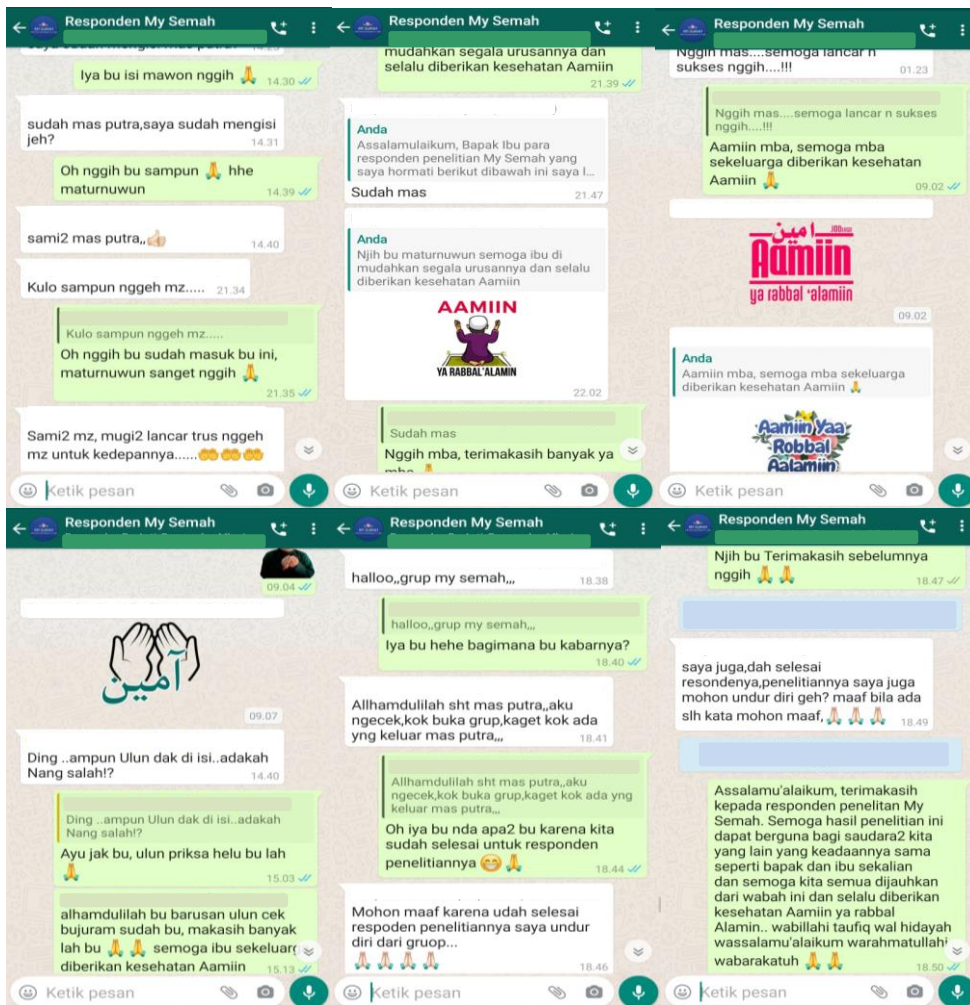 Responden My Semah
14.29
Iya bu isi mawon nggih 🙏 14.30
sudah mas putra,saya sudah mengisi
jeh? 14.31
Oh nggih bu sampun 🙏 hhe
maturnuwun 14.39
sami2 mas putra,,👍🏻 14.40
Kulo sampun nggeh mz..... 21.34
Kulo sampun nggeh mz.....
Oh nggih bu sudah masuk bu ini,
maturnuwun sanget nggih 🙏
21.35
Sami2 mz, mugi2 lancar trus nggeh
mz untuk kedepannya......🤲🤲🤲
Ketik pesan
Responden My Semah
mudahkan segala urusannya dan
selalu diberikan kesehatan Aamiin
21.39
Anda
Assalamulaikum, Bapak Ibu para
responden penelitian My Semah yang
saya hormati berikut dibawah ini saya l...
Sudah mas 21.47
Anda
Njih bu maturnuwun semoga ibu di
mudahkan segala urusannya dan selalu
diberikan kesehatan Aamiin
AAMIIN
YA RABBAL'ALAMIN
22.02
Sudah mas
Nggih mba, terimakasih banyak ya
mba 🙏
Ketik pesan
Responden My Semah
Nggih mas....semoga lancar n
sukses nggih....!!! 01.23
Nggih mas....semoga lancar n sukses
nggih....!!!
Aamiin mba, semoga mba
sekeluarga diberikan kesehatan
Aamiin 🙏 09.02
امين
Aamiin
ya rabbal 'alamiin
09.02
Anda
Aamiin mba, semoga mba sekeluarga
diberikan kesehatan Aamiin 🙏
Aamiin Yaa
Robbal
Aalamiin
Ketik pesan
Responden My Semah
09.04
آمين
09.07
Ding ..ampun Ulun dak di isi..adakah
Nang salah!? 14.40
Ding ..ampun Ulun dak di isi..adakah
Nang salah!?
Ayu jak bu, ulun priksa helu bu lah
🙏 15.03
alhamdulilah bu barusan ulun cek
bujuram sudah bu, makasih banyak
lah bu 🙏 🙏 semoga ibu sekeluarg
diberikan kesehatan Aamiin 15.13
Ketik pesan
Responden My Semah
halloo,,grup my semah,,, 18.38
halloo,,grup my semah,,,
Iya bu hehe bagimana bu kabarnya?
18.40
Allhamdulilah sht mas putra,,aku
ngecek,kok buka grup,kaget kok ada
yng keluar mas putra,,, 18.41
Allhamdulilah sht mas putra,,aku
ngecek,kok buka grup,kaget kok ada yng
keluar mas putra,,,
Oh iya bu nda apa2 bu karena kita
sudah selesai untuk responden
penelitiannya 😁🙏 18.44
Mohon maaf karena udah selesai
respoden penelitiannya saya undur
diri dari gruop...
🙏🏻 🙏🏻 🙏🏻 🙏🏻 18.46
Ketik pesan
Responden My Semah
Njih bu Terimakasih sebelumnya
nggih 🙏 🙏 18.47
saya juga,dah selesai
resondenya,penelitiannya saya juga
mohon undur diri geh? maaf bila ada
slh kata mohon maaf,🙏🏻 🙏🏻 🙏🏻 18.49
Assalamu'alaikum, terimakasih
kepada responden penelitan My
Semah. Semoga hasil penelitian ini
dapat berguna bagi saudara2 kita
yang lain yang keadaannya sama
seperti bapak dan ibu sekalian
dan semoga kita semua dijauhkan
dari wabah ini dan selalu diberikan
kesehatan Aamiin ya rabbal
Alamin.. wabillahi taufiq wal hidayah
wassalamu'alaikum warahmatullahi
wabarakatuh 🙏 🙏 18.50
Ketik pesan